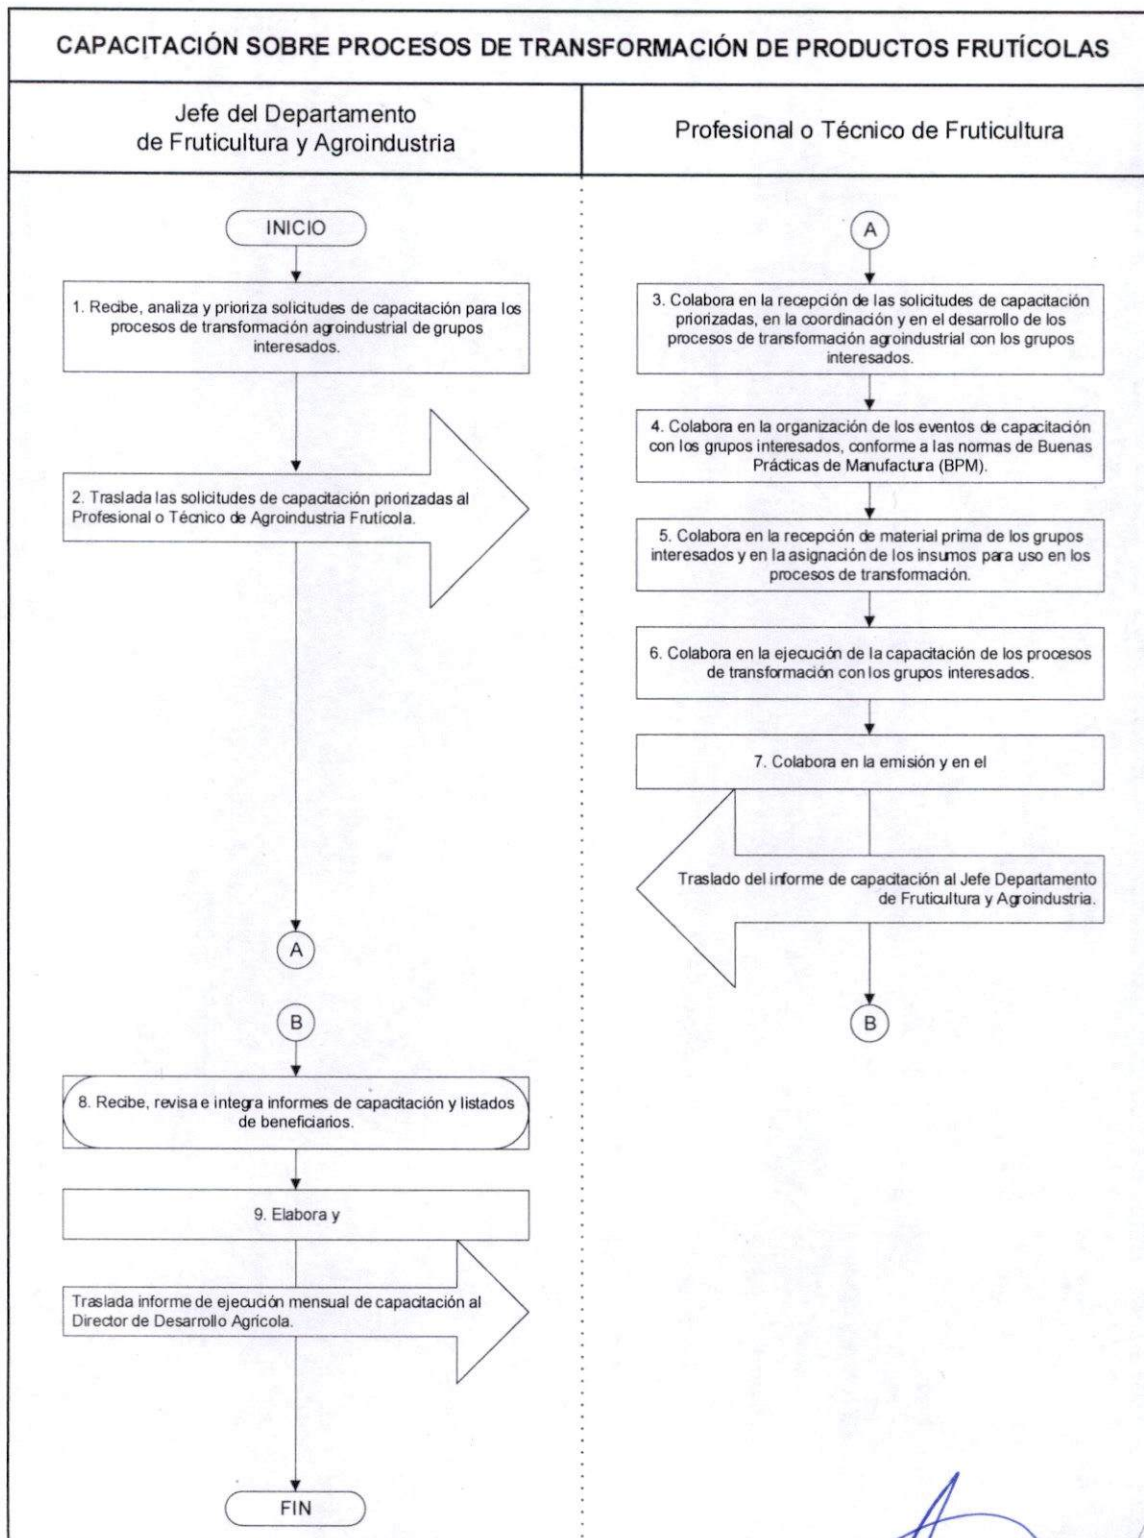 CAPACITACIÓN SOBRE PROCESOS DE TRANSFORMACIÓN DE PRODUCTOS FRUTÍCOLAS
Jefe del Departamento
de Fruticultura y Agroindustria
Profesional o Técnico de Fruticultura
INICIO
1. Recibe, analiza y prioriza solicitudes de capacitación para los
procesos de transformación agroindustrial de grupos
interesados.
2. Traslada las solicitudes de capacitación priorizadas al
Profesional o Técnico de Agroindustria Frutícola.
A
B
8. Recibe, revisa e integra informes de capacitación y listados
de beneficiarios.
9. Elabora y
Traslada informe de ejecución mensual de capacitación al
Director de Desarrollo Agrícola.
FIN
A
3. Colabora en la recepción de las solicitudes de capacitación
priorizadas, en la coordinación y en el desarrollo de los
procesos de transformación agroindustrial con los grupos
interesados.
4. Colabora en la organización de los eventos de capacitación
con los grupos interesados, conforme a las normas de Buenas
Prácticas de Manufactura (BPM).
5. Colabora en la recepción de material prima de los grupos
interesados y en la asignación de los insumos para uso en los
procesos de transformación.
6. Colabora en la ejecución de la capacitación de los procesos
de transformación con los grupos interesados.
7. Colabora en la emisión y en el
Traslado del informe de capacitación al Jefe Departamento
de Fruticultura y Agroindustria.
B